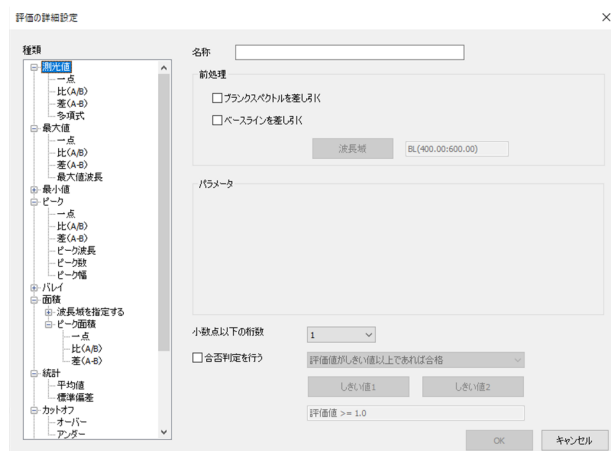 評価の詳細設定
種類
測光値
一点
比(A/B)
差(A-B)
多項式
最大値
一点
比(A/B)
差(A-B)
最大値波長
最小値
ピーク
一点
比(A/B)
差(A-B)
ピーク波長
ピーク数
ピーク幅
バレイ
面積
波長域を指定する
ピーク面積
一点
比(A/B)
差(A-B)
統計
平均値
標準偏差
カットオフ
オーバー
アンダー
名称
前処理
ブランクスペクトルを差し引く
ベースラインを差し引く
波長域 BL(400.00:600.00)
パラメータ
小数点以下の桁数 1
合否判定を行う 評価値がしきい値以上であれば合格
しきい値1 しきい値2
評価値 >= 1.0
OK キャンセル